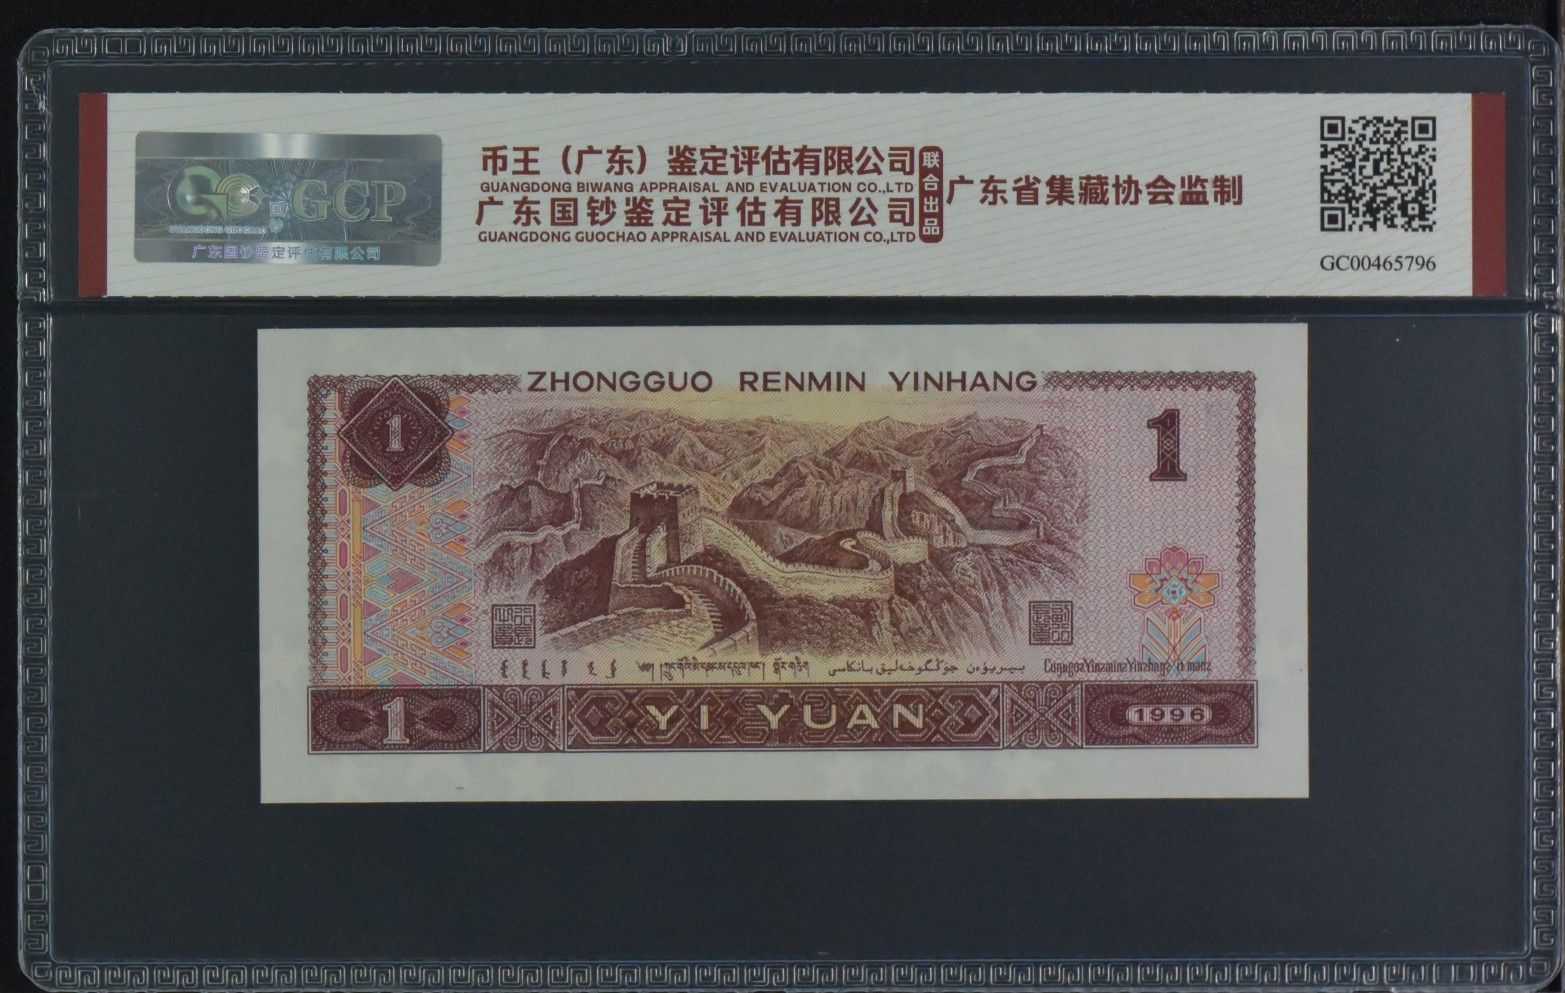 币王（广东）鉴定评估有限公司
GUANGDONG BIWANG APPRAISAL AND EVALUATION CO.,LTD
广东国钞鉴定评估有限公司
GUANGDONG GUOCHAO APPRAISAL AND EVALUATION CO.,LTD
联合出品
广东省集藏协会监制
GCP
GUANGDONG GUOCHAO
广东国钞鉴定评估有限公司
GC00465796
ZHONGGUO RENMIN YINHANG
1
1
1
YI YUAN
1996